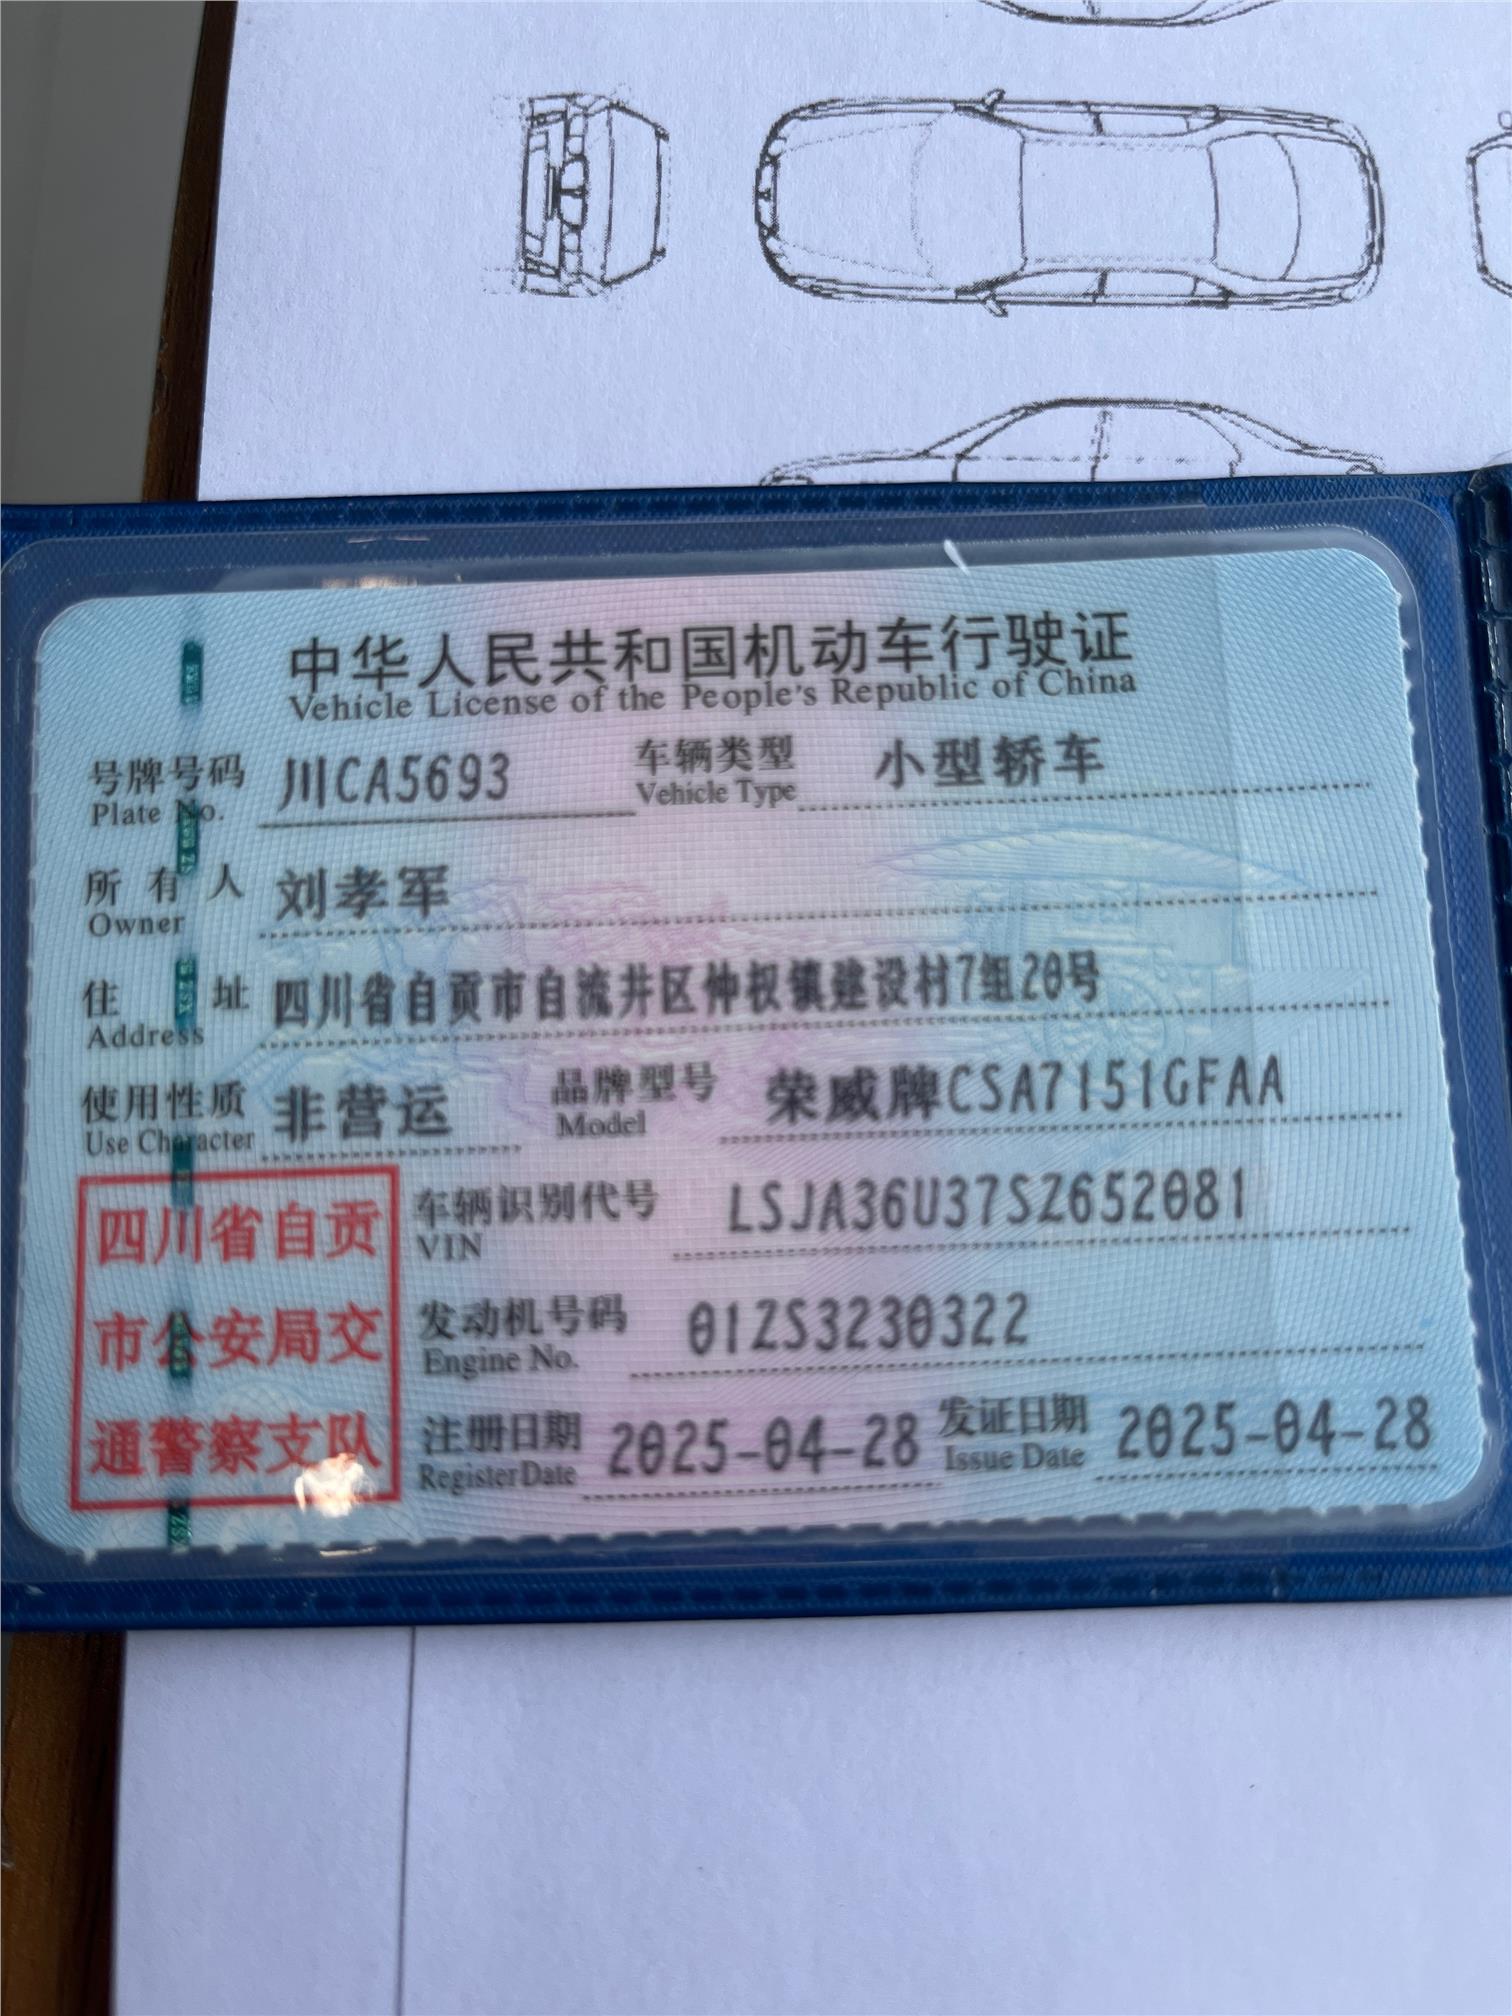 中华人民共和国机动车行驶证
Vehicle License of the People's Republic of China
号牌号码 川CA5693 车辆类型 小型轿车
Plate No. Vehicle Type
所有人 刘孝军
Owner
住址 四川省自贡市自流井区仲权镇建设村7组20号
Address
使用性质 非营运 品牌型号 荣威牌CSA7151GFAA
Use Character Model
四川省自贡
市公安局交
通警察支队
车辆识别代号 LSJA36U37SZ652081
VIN
发动机号码 01ZS3230322
Engine No.
注册日期 2025-04-28 发证日期 2025-04-28
Register Date Issue Date